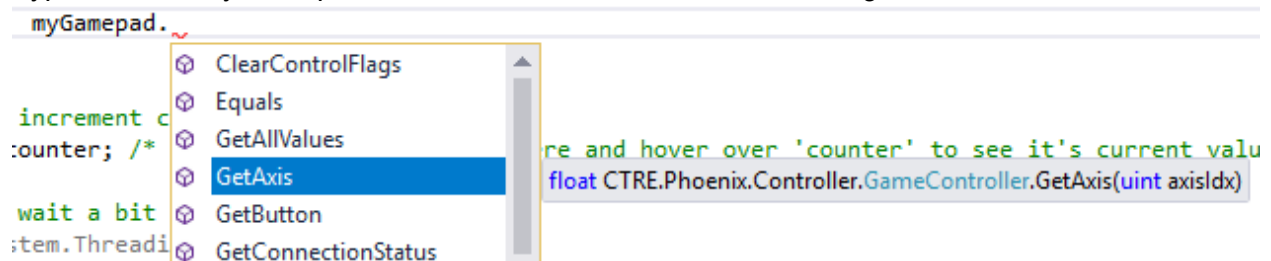 myGamepad.
ClearControlFlags
Equals
increment c
counter; /*
GetAllValues
re and hover over 'counter' to see it's current valu
GetAxis
float CTRE.Phoenix.Controller.GameController.GetAxis(uint axisIdx)
wait a bit
GetButton
stem.Threadi
GetConnectionStatus